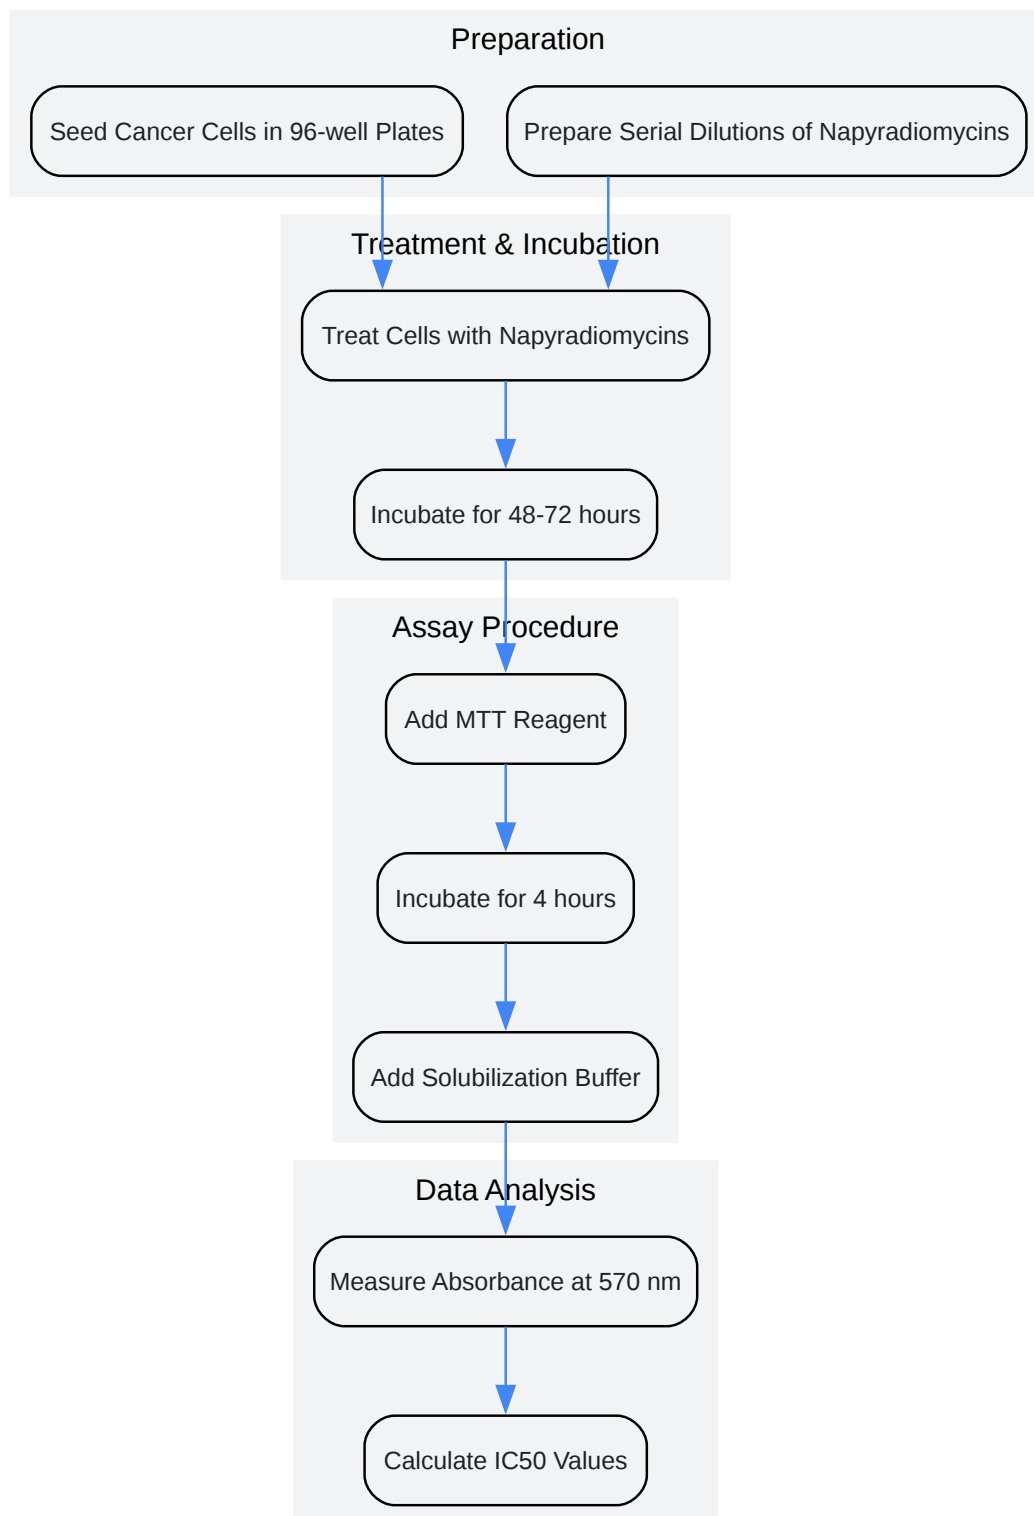 Preparation
Seed Cancer Cells in 96-well Plates
Prepare Serial Dilutions of Napyradiomycins
Treatment & Incubation
Treat Cells with Napyradiomycins
Incubate for 48-72 hours
Assay Procedure
Add MTT Reagent
Incubate for 4 hours
Add Solubilization Buffer
Data Analysis
Measure Absorbance at 570 nm
Calculate IC50 Values